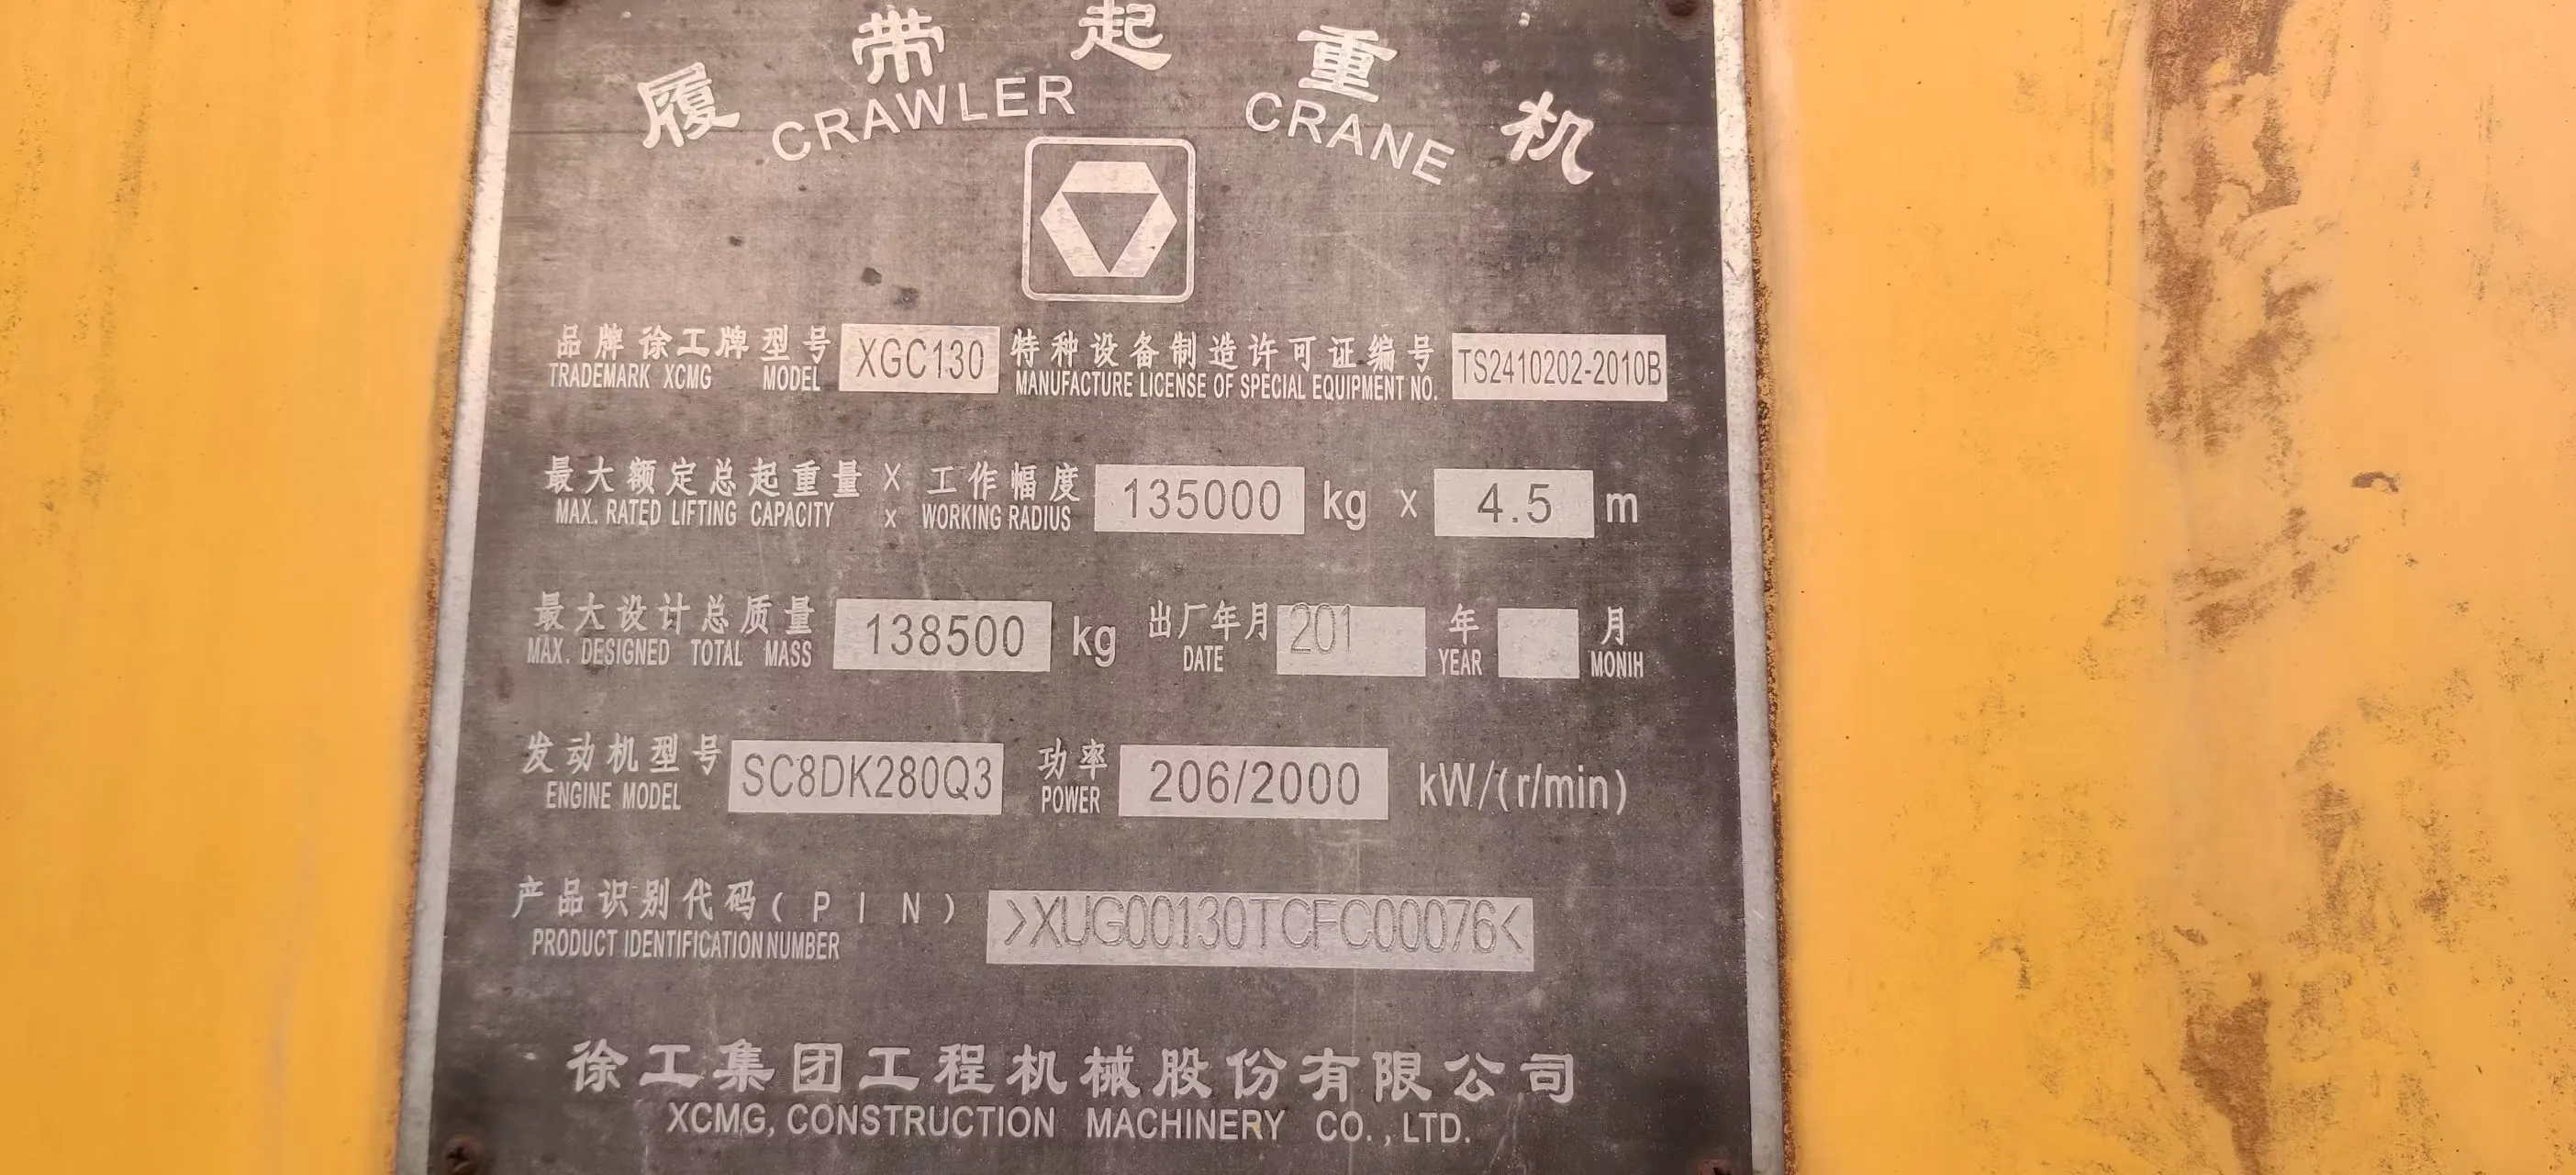 履带起重机
CRAWLER CRANE
品牌 徐工牌 型号 XGC130 特种设备制造许可证编号 TS2410202-2010B
TRADEMARK XCMG MODEL MANUFACTURE LICENSE OF SPECIAL EQUIPMENT NO.
最大额定总起重量 X 工作幅度 135000 kg x 4.5 m
MAX. RATED LIFTING CAPACITY x WORKING RADIUS
最大设计总质量 138500 kg 出厂年月 201 年 月
MAX. DESIGNED TOTAL MASS DATE YEAR MONIH
发动机型号 SC8DK280Q3 功率 206/2000 kW/(r/min)
ENGINE MODEL POWER
产品识别代码(PIN) >XUG00130TCFC00076<
PRODUCT IDENTIFICATION NUMBER
徐工集团工程机械股份有限公司
XCMG, CONSTRUCTION MACHINERY CO., LTD.